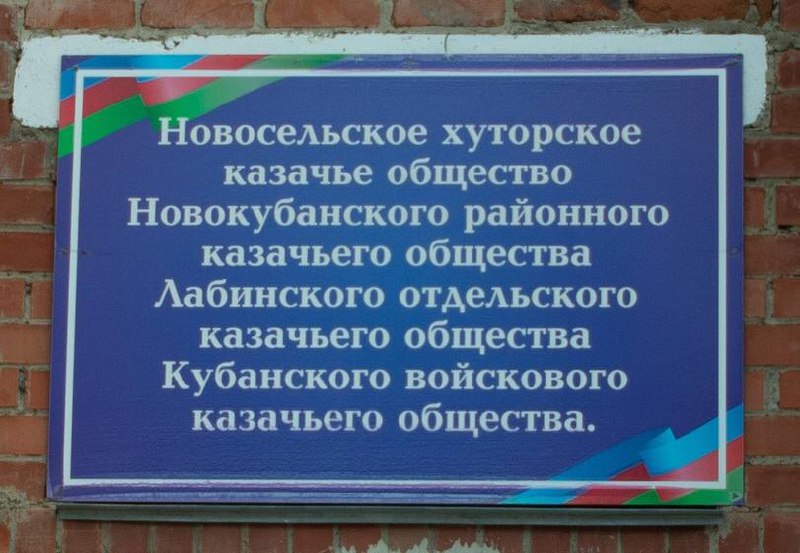 Новосельское хуторское
казачье общество
Новокубанского районного
казачьего общества
Лабинского отдельского
казачьего общества
Кубанского войскового
казачьего общества.